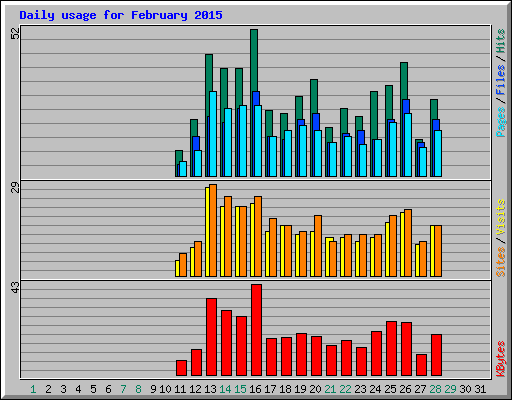 Daily usage for February 2015
52
29
43
Pages / Files / Hits
Sites / Visits
KBytes
1 2 3 4 5 6 7 8 9 10 11 12 13 14 15 16 17 18 19 20 21 22 23 24 25 26 27 28 29 30 31